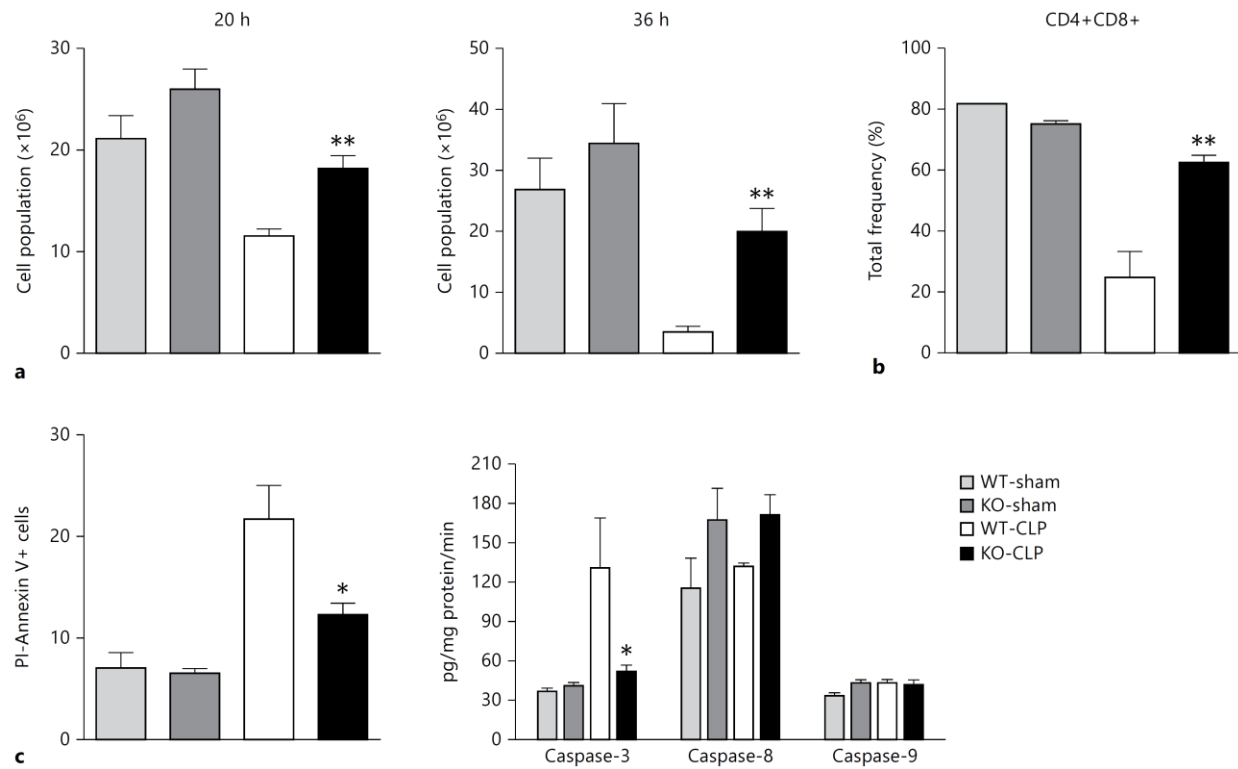 20 h
30
20
10
0
Cell population (×10⁶)
**
a
36 h
50
40
30
20
10
0
Cell population (×10⁶)
**
CD4+CD8+
100
80
60
40
20
0
Total frequency (%)
**
b
30
20
10
0
PI-Annexin V+ cells
*
c
210
180
150
120
90
60
30
0
pg/mg protein/min
*
Caspase-3 Caspase-8 Caspase-9
WT-sham
KO-sham
WT-CLP
KO-CLP